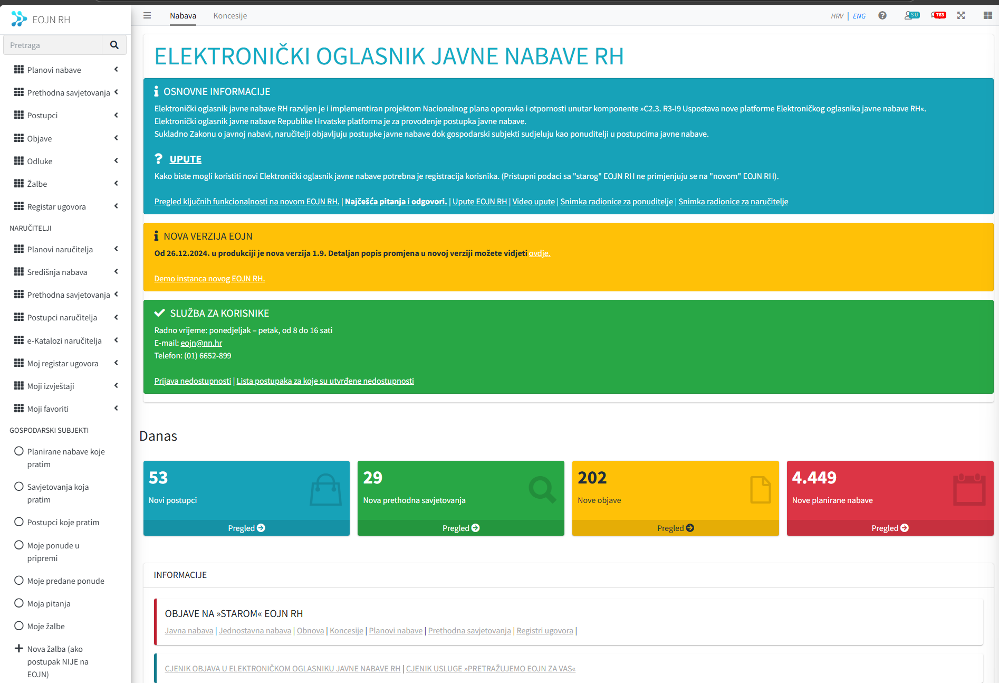 EOJN RH
Pretraga
Planovi nabave
Prethodna savjetovanja
Postupci
Objave
Odluke
Žalbe
Registar ugovora
NARUČITELJI
Planovi naručitelja
Središnja nabava
Prethodna savjetovanja
Postupci naručitelja
e-Katalozi naručitelja
Moj registar ugovora
Moji izvještaji
Moji favoriti
GOSPODARSKI SUBJEKTI
Planirane nabave koje
pratim
Savjetovanja koja
pratim
Postupci koje pratim
Moje ponude u
pripremi
Moje predane ponude
Moja pitanja
Moje žalbe
Nova žalba (ako
postupak NIJE na
EOJN)
Nabava Koncesije
HRV | ENG SU 763
ELEKTRONIČKI OGLASNIK JAVNE NABAVE RH
OSNOVNE INFORMACIJE
Elektronički oglasnik javne nabave RH razvijen je i implementiran projektom Nacionalnog plana oporavka i otpornosti unutar komponente »C2.3. R3-I9 Uspostava nove platforme Elektroničkog oglasnika javne nabave RH«.
Elektronički oglasnik javne nabave Republike Hrvatske platforma je za provođenje postupka javne nabave.
Sukladno Zakonu o javnoj nabavi, naručitelji objavljuju postupke javne nabave dok gospodarski subjekti sudjeluju kao ponuditelji u postupcima javne nabave.
UPUTE
Kako biste mogli koristiti novi Elektronički oglasnik javne nabave potrebna je registracija korisnika. (Pristupni podaci sa "starog" EOJN RH ne primjenjuju se na "novom" EOJN RH).
Pregled ključnih funkcionalnosti na novom EOJN RH. | Najčešća pitanja i odgovori. | Upute EOJN RH | Video upute | Snimka radionice za ponuditelje | Snimka radionice za naručitelje
NOVA VERZIJA EOJN
Od 26.12.2024. u produkciji je nova verzija 1.9. Detaljan popis promjena u novoj verziji možete vidjeti ovdje.
Demo instanca novog EOJN RH.
SLUŽBA ZA KORISNIKE
Radno vrijeme: ponedjeljak – petak, od 8 do 16 sati
E-mail: eojn@nn.hr
Telefon: (01) 6652-899
Prijava nedostupnosti | Lista postupaka za koje su utvrđene nedostupnosti
Danas
53
Novi postupci
Pregled
29
Nova prethodna savjetovanja
Pregled
202
Nove objave
Pregled
4.449
Nove planirane nabave
Pregled
INFORMACIJE
OBJAVE NA »STAROM« EOJN RH
Javna nabava | Jednostavna nabava | Obnova | Koncesije | Planovi nabave | Prethodna savjetovanja | Registri ugovora |
CJENIK OBJAVA U ELEKTRONIČKOM OGLASNIKU JAVNE NABAVE RH | CJENIK USLUGE »PRETRAŽUJEMO EOJN ZA VAS«